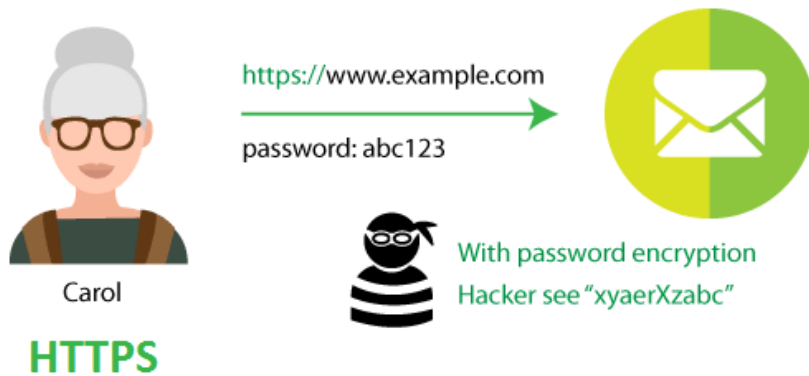 https://www.example.com
password: abc123
With password encryption
Hacker see “xyaerXzabc”
Carol
HTTPS